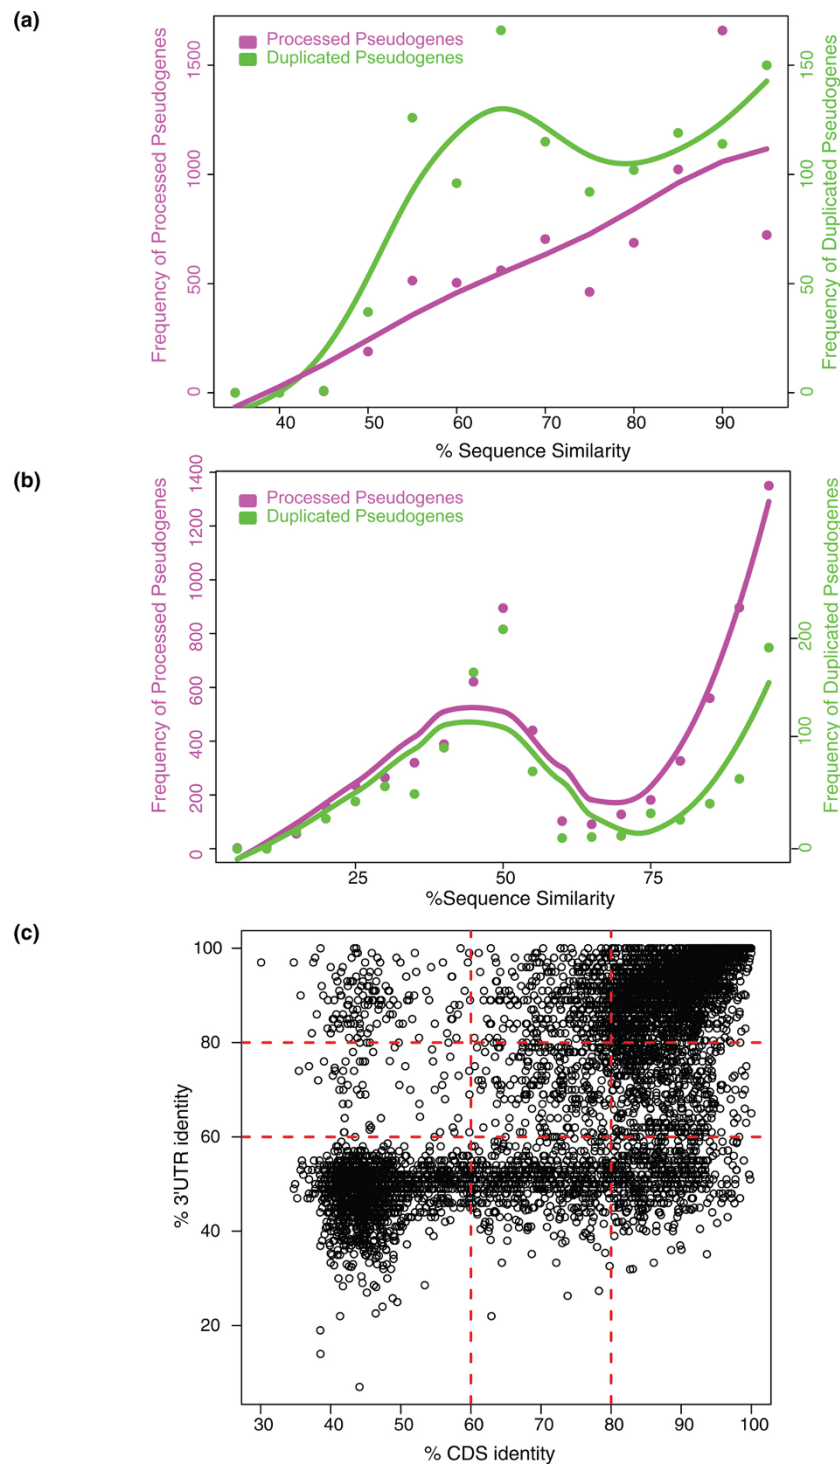 (a)
Processed Pseudogenes
Duplicated Pseudogenes
Frequency of Processed Pseudogenes
0 500 1000 1500
Frequency of Duplicated Pseudogenes
0 50 100 150
40 50 60 70 80 90
% Sequence Similarity
(b)
Processed Pseudogenes
Duplicated Pseudogenes
Frequency of Processed Pseudogenes
0 200 400 600 800 1000 1200 1400
Frequency of Duplicated Pseudogenes
0 100 200
25 50 75
%Sequence Similarity
(c)
% 3'UTR identity
100
80
60
40
20
30 40 50 60 70 80 90 100
% CDS identity